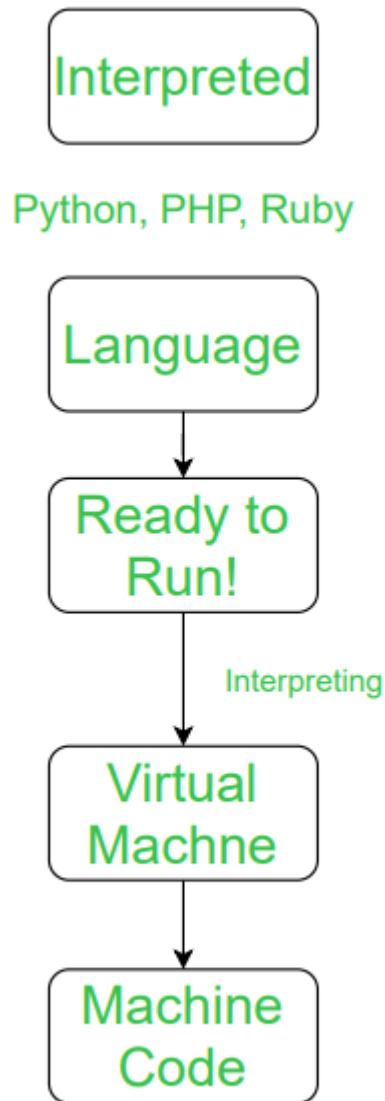 Interpreted
Python, PHP, Ruby
Language
Ready to
Run!
Interpreting
Virtual
Machne
Machine
Code